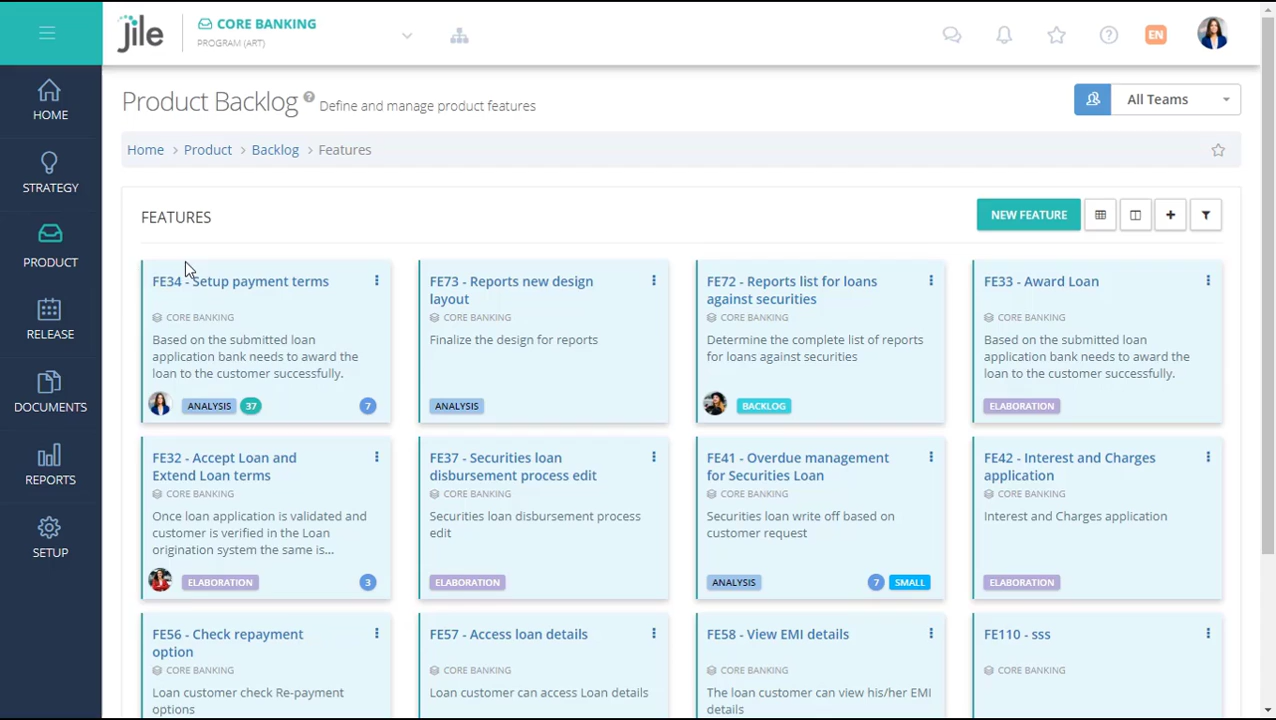 jile
CORE BANKING
PROGRAM (ART)
EN
HOME
STRATEGY
PRODUCT
RELEASE
DOCUMENTS
REPORTS
SETUP
Product Backlog
Define and manage product features
All Teams
Home > Product > Backlog > Features
FEATURES
NEW FEATURE
FE34 - Setup payment terms
CORE BANKING
Based on the submitted loan
application bank needs to award the
loan to the customer successfully.
ANALYSIS 37 7
FE73 - Reports new design
layout
CORE BANKING
Finalize the design for reports
ANALYSIS
FE72 - Reports list for loans
against securities
CORE BANKING
Determine the complete list of reports
for loans against securities
BACKLOG
FE33 - Award Loan
CORE BANKING
Based on the submitted loan
application bank needs to award the
loan to the customer successfully.
ELABORATION
FE32 - Accept Loan and
Extend Loan terms
CORE BANKING
Once loan application is validated and
customer is verified in the Loan
origination system the same is...
ELABORATION 3
FE37 - Securities loan
disbursement process edit
CORE BANKING
Securities loan disbursement process
edit
ELABORATION
FE41 - Overdue management
for Securities Loan
CORE BANKING
Securities loan write off based on
customer request
ANALYSIS 7 SMALL
FE42 - Interest and Charges
application
CORE BANKING
Interest and Charges application
ELABORATION
FE56 - Check repayment
option
CORE BANKING
Loan customer check Re-payment
options
FE57 - Access loan details
CORE BANKING
Loan customer can access Loan details
FE58 - View EMI details
CORE BANKING
The loan customer can view his/her EMI
details
FE110 - sss
CORE BANKING